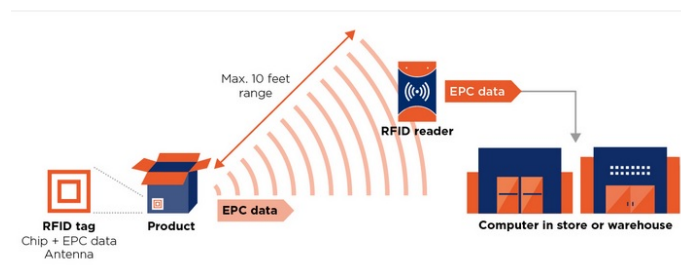 Max. 10 feet
range
EPC data
RFID reader
RFID tag
Chip + EPC data
Antenna
Product
EPC data
Computer in store or warehouse